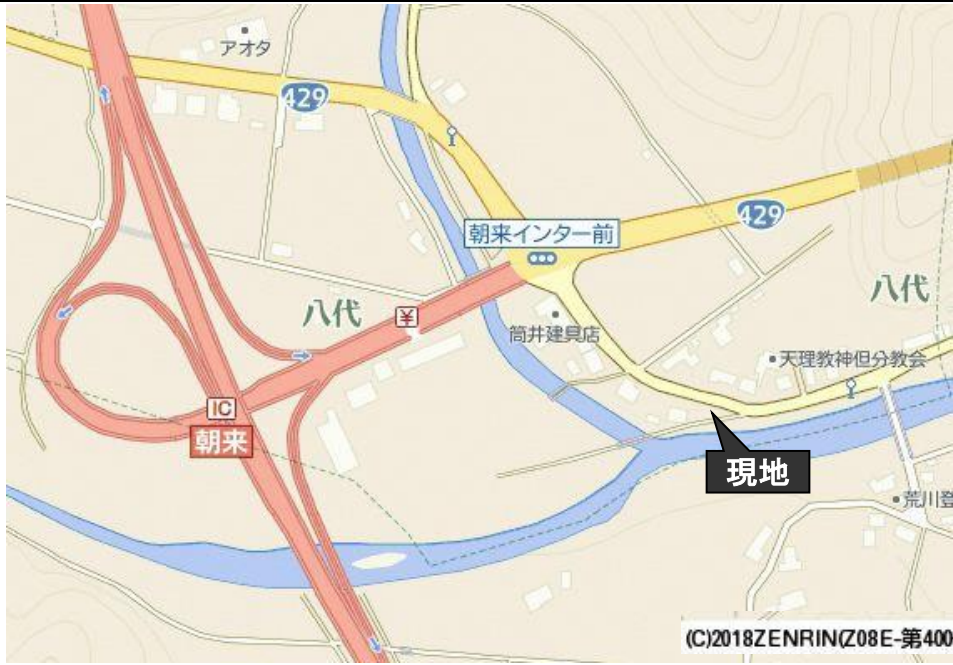 アオタ
429
朝来インター前
429
八代
八代
¥
筒井建具店
天理教神但分教会
IC
朝来
現地
荒川登
(C)2018ZENRIN(Z08E-第400